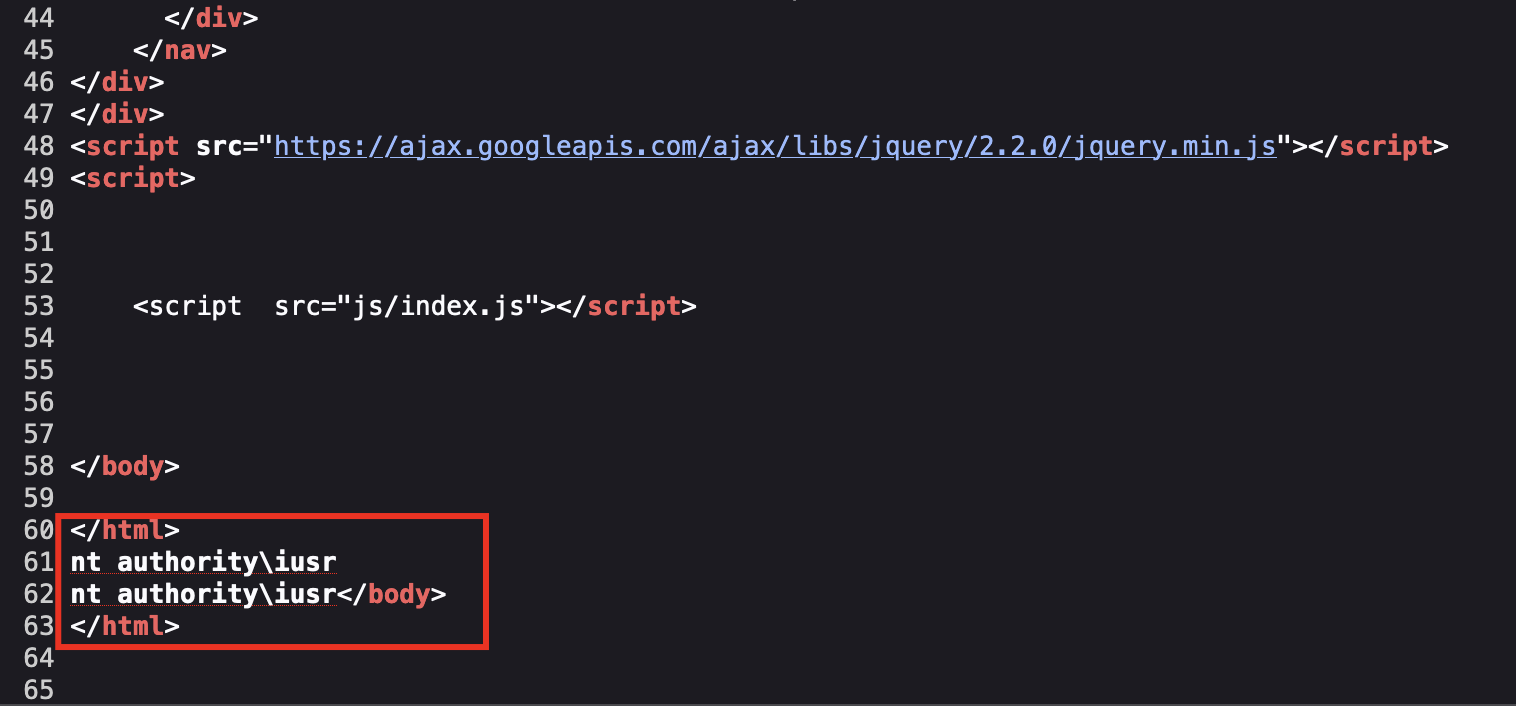 44       </div>
45     </nav>
46 </div>
47 </div>
48 <script src="https://ajax.googleapis.com/ajax/libs/jquery/2.2.0/jquery.min.js"></script>
49 <script>
50
51
52
53     <script  src="js/index.js"></script>
54
55
56
57
58 </body>
59
60 </html>
61 nt authority\iusr
62 nt authority\iusr</body>
63 </html>
64
65